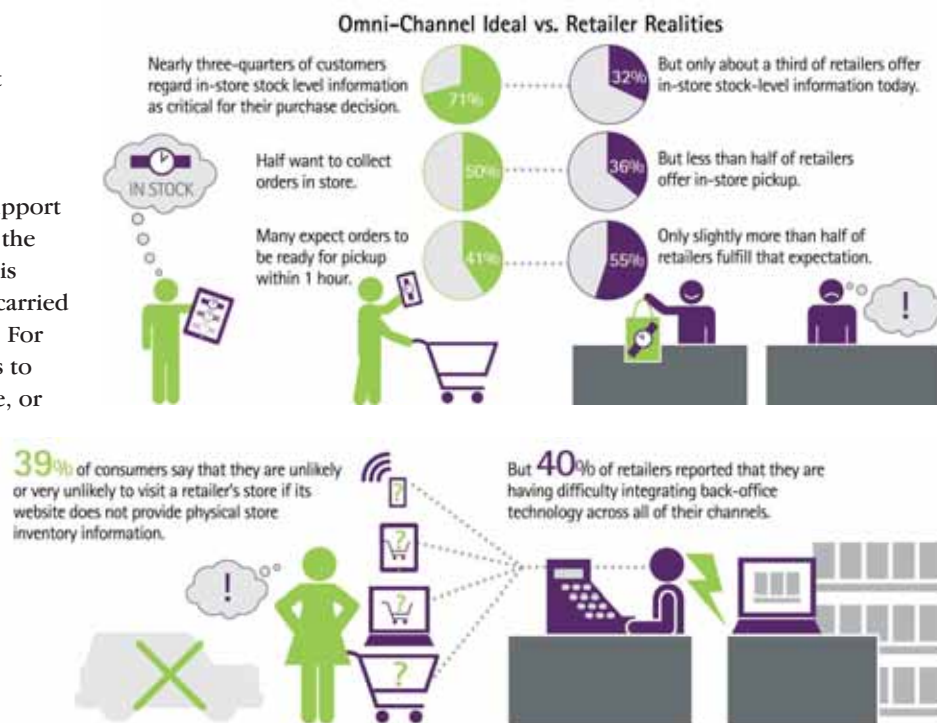 Omni-Channel Ideal vs. Retailer Realities
Nearly three-quarters of customers
regard in-store stock level information
as critical for their purchase decision.
71%
32%
But only about a third of retailers offer
in-store stock-level information today.
IN STOCK
Half want to collect
orders in store.
50%
36%
But less than half of retailers
offer in-store pickup.
Many expect orders to
be ready for pickup
within 1 hour.
41%
55%
Only slightly more than half of
retailers fulfill that expectation.
!
pport
the
is
carried
For
s to
e, or
39% of consumers say that they are unlikely
or very unlikely to visit a retailer's store if its
website does not provide physical store
inventory information.
!
?
?
?
?
But 40% of retailers reported that they are
having difficulty integrating back-office
technology across all of their channels.